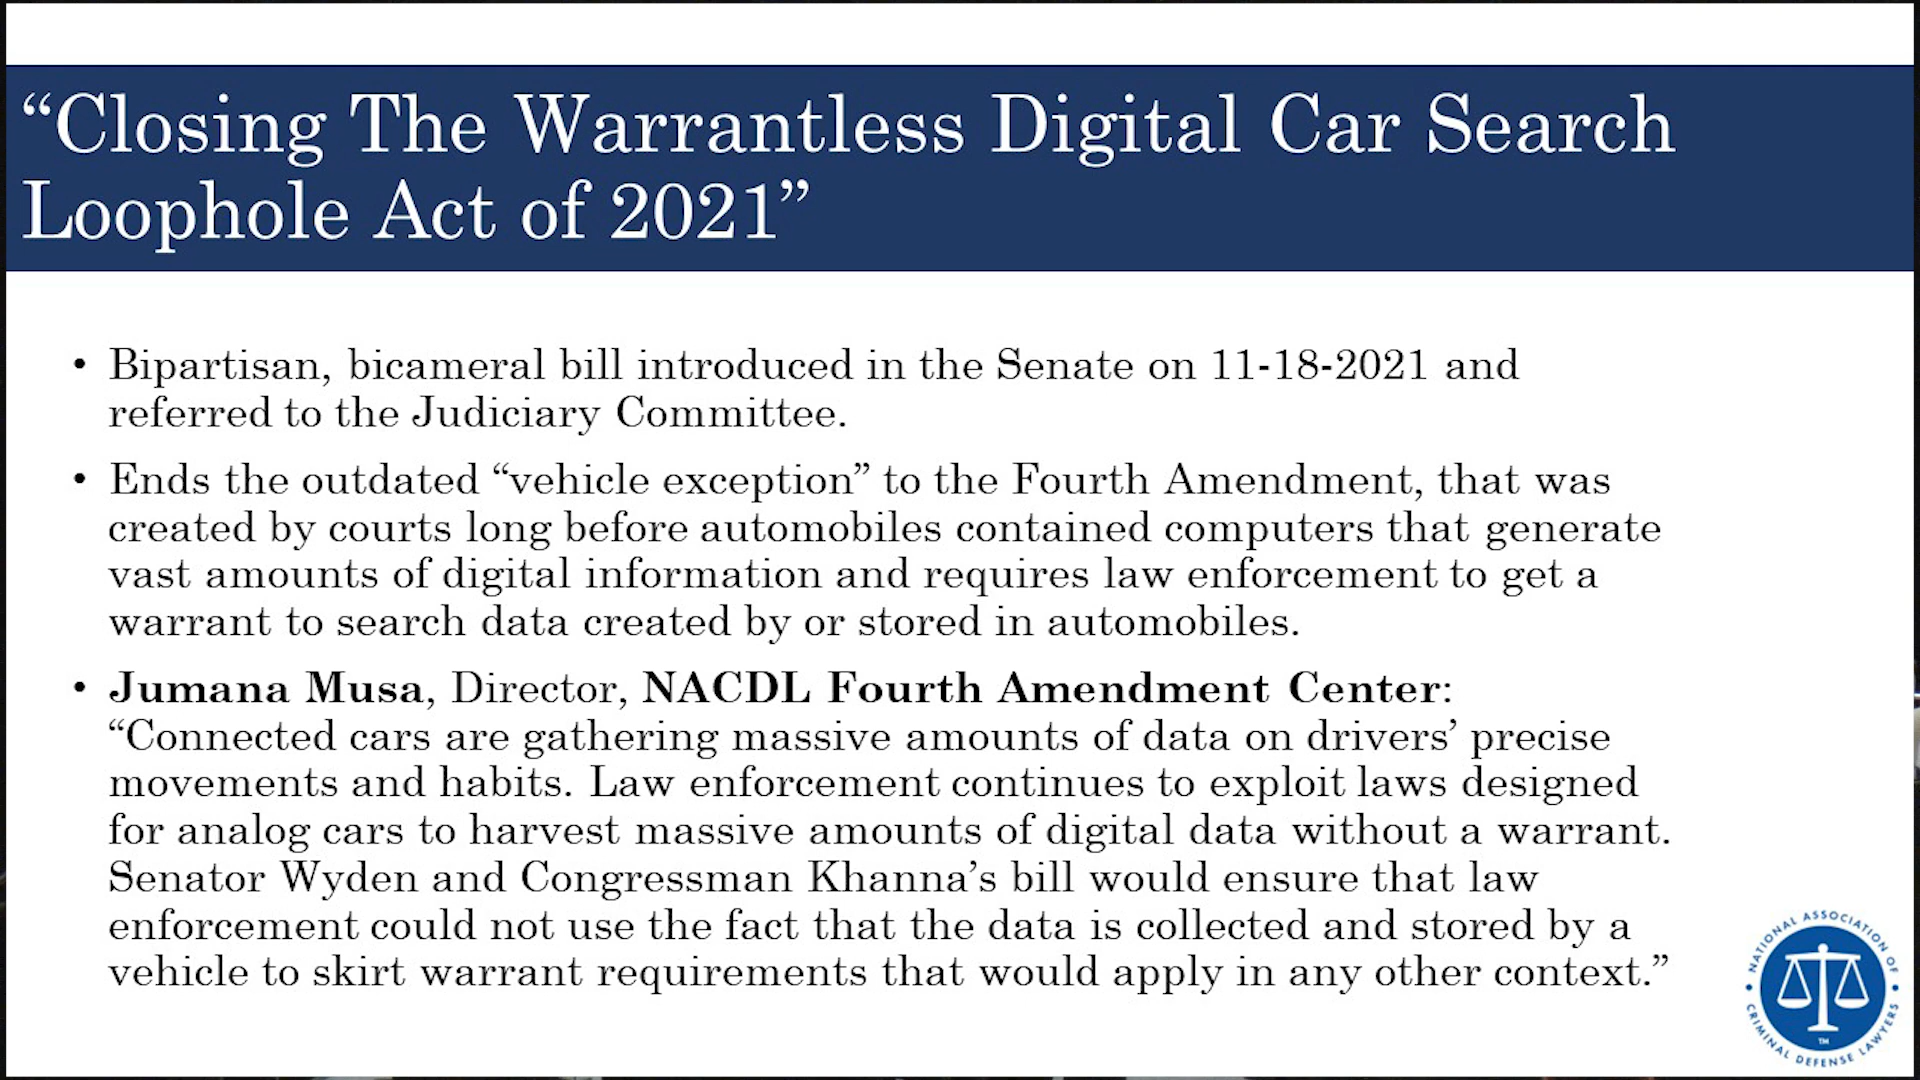 “Closing The Warrantless Digital Car Search
Loophole Act of 2021”
• Bipartisan, bicameral bill introduced in the Senate on 11-18-2021 and
referred to the Judiciary Committee.
• Ends the outdated “vehicle exception” to the Fourth Amendment, that was
created by courts long before automobiles contained computers that generate
vast amounts of digital information and requires law enforcement to get a
warrant to search data created by or stored in automobiles.
• Jumana Musa, Director, NACDL Fourth Amendment Center:
“Connected cars are gathering massive amounts of data on drivers’ precise
movements and habits. Law enforcement continues to exploit laws designed
for analog cars to harvest massive amounts of digital data without a warrant.
Senator Wyden and Congressman Khanna’s bill would ensure that law
enforcement could not use the fact that the data is collected and stored by a
vehicle to skirt warrant requirements that would apply in any other context.”
NATIONAL ASSOCIATION OF
CRIMINAL DEFENSE LAWYERS
TM